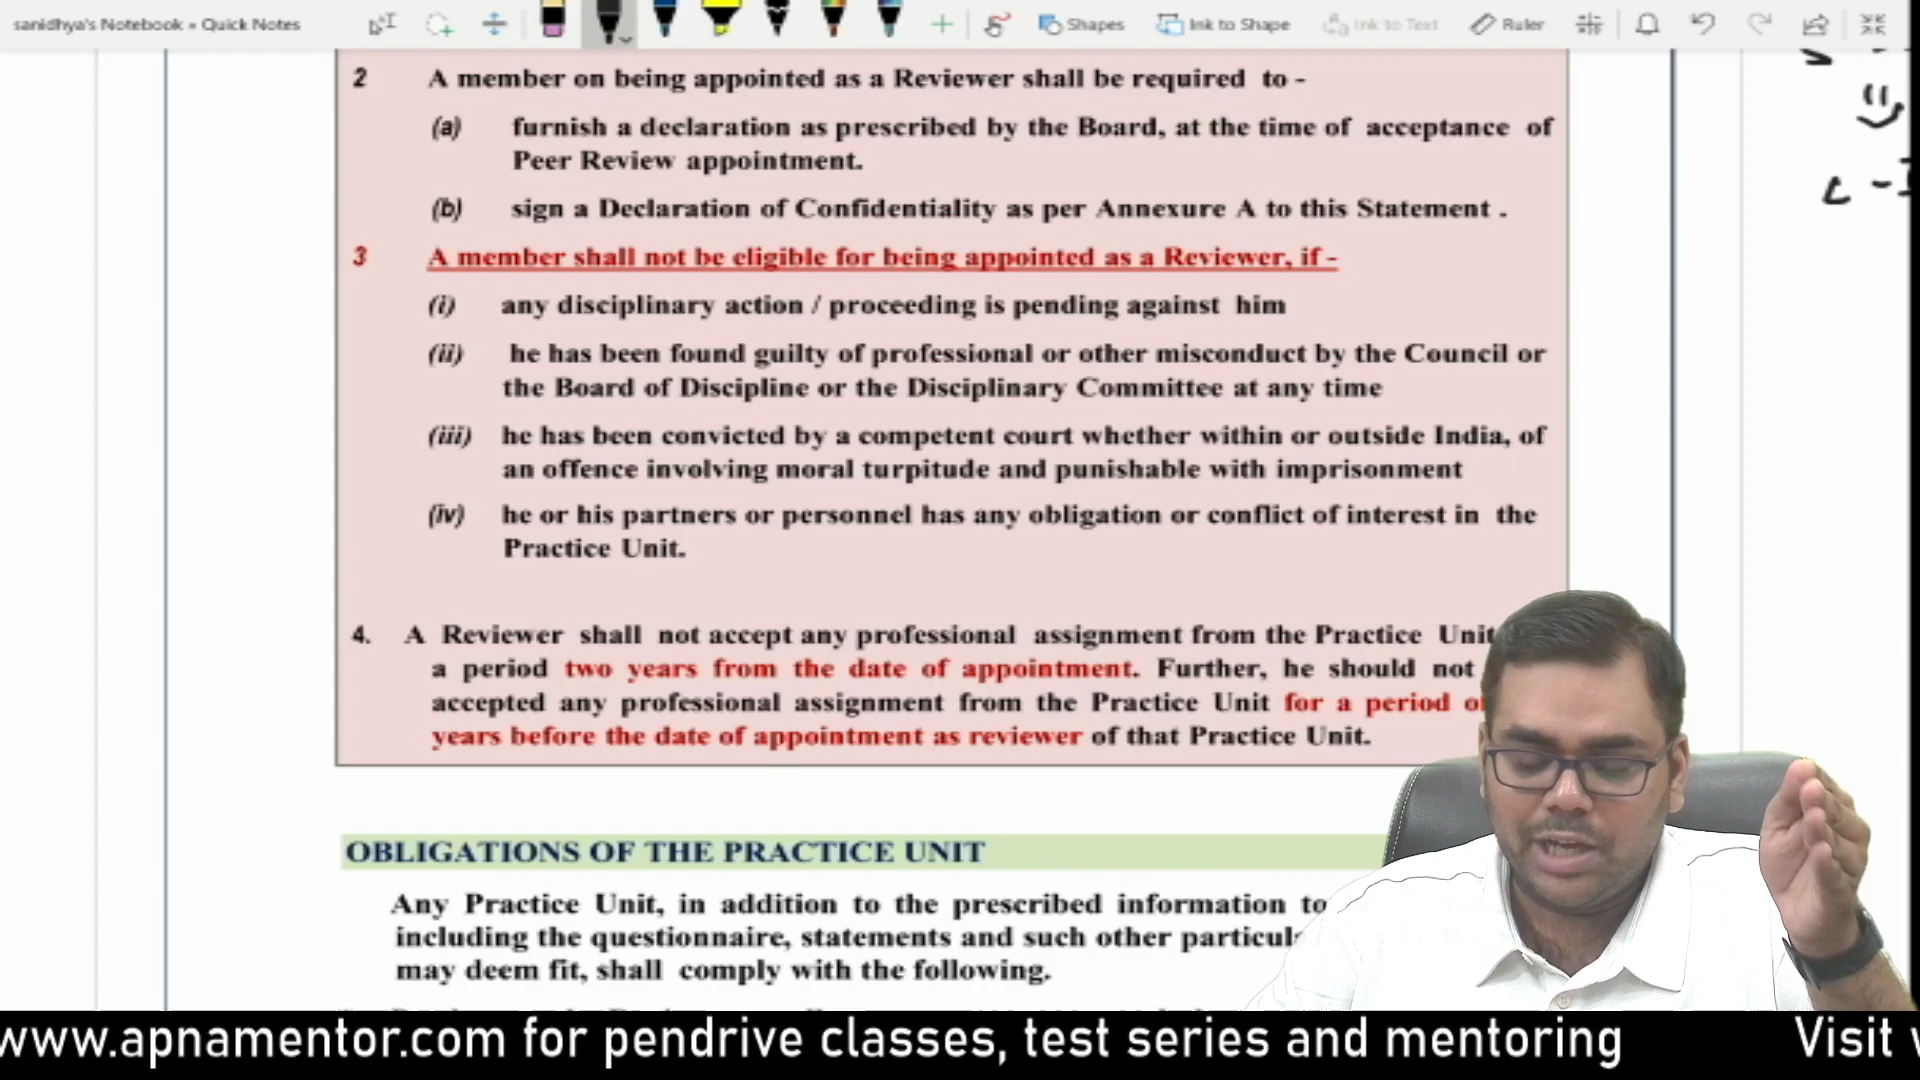 sanidhya's Notebook » Quick Notes
Shapes
Ink to Shape
Ink to Text
Ruler
2 A member on being appointed as a Reviewer shall be required to -
(a) furnish a declaration as prescribed by the Board, at the time of acceptance of
Peer Review appointment.
(b) sign a Declaration of Confidentiality as per Annexure A to this Statement .
3 A member shall not be eligible for being appointed as a Reviewer, if -
(i) any disciplinary action / proceeding is pending against him
(ii) he has been found guilty of professional or other misconduct by the Council or
the Board of Discipline or the Disciplinary Committee at any time
(iii) he has been convicted by a competent court whether within or outside India, of
an offence involving moral turpitude and punishable with imprisonment
(iv) he or his partners or personnel has any obligation or conflict of interest in the
Practice Unit.
4. A Reviewer shall not accept any professional assignment from the Practice Unit
a period two years from the date of appointment. Further, he should not
accepted any professional assignment from the Practice Unit for a period
years before the date of appointment as reviewer of that Practice Unit.
OBLIGATIONS OF THE PRACTICE UNIT
Any Practice Unit, in addition to the prescribed information to
including the questionnaire, statements and such other
may deem fit, shall comply with the following.
www.apnamentor.com for pendrive classes, test series and mentoring Visit